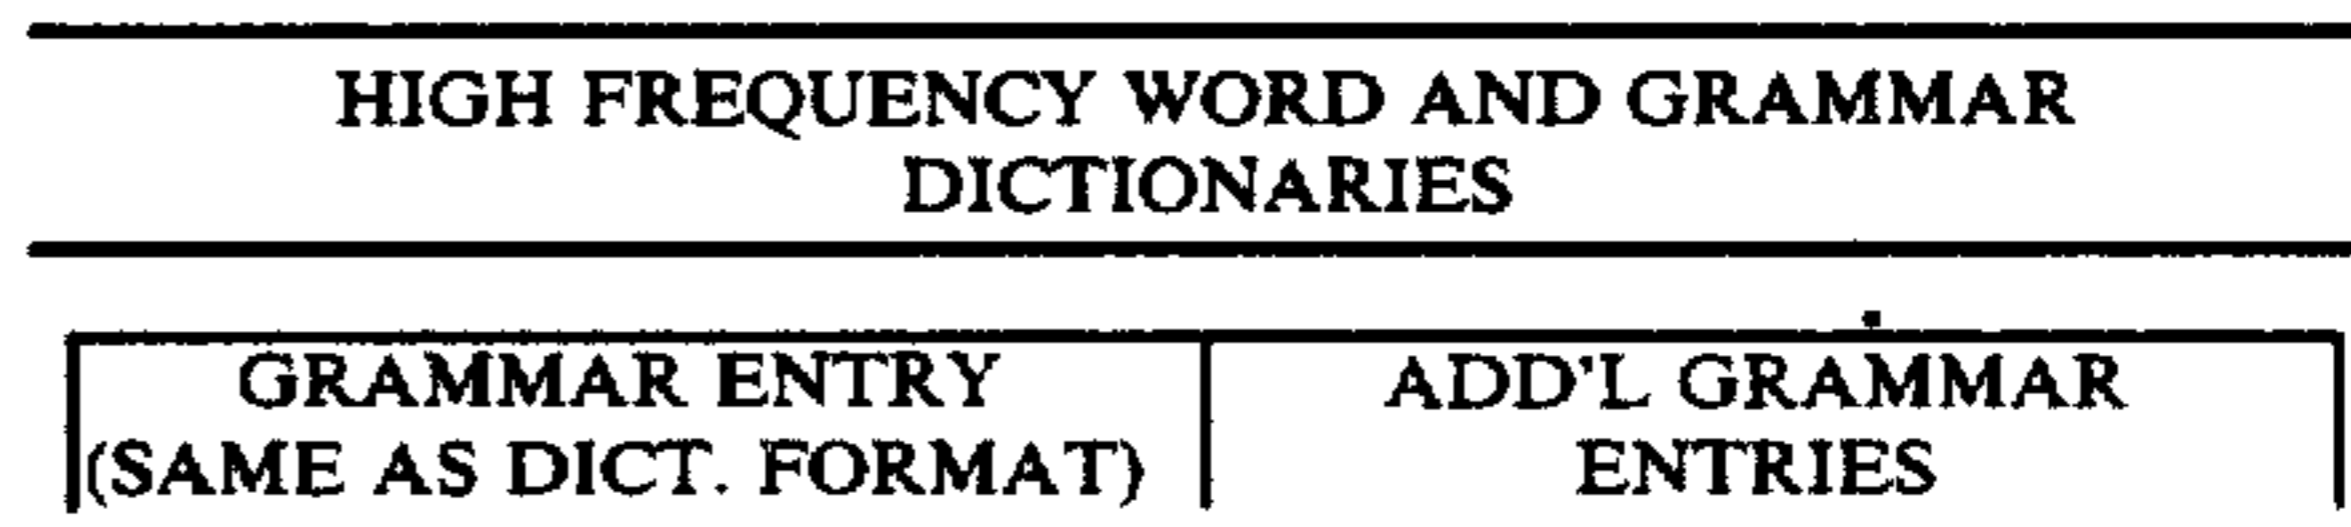 HIGH FREQUENCY WORD AND GRAMMAR
DICTIONARIES
GRAMMAR ENTRY
(SAME AS DICT. FORMAT)
ADD'L GRAMMAR
ENTRIES